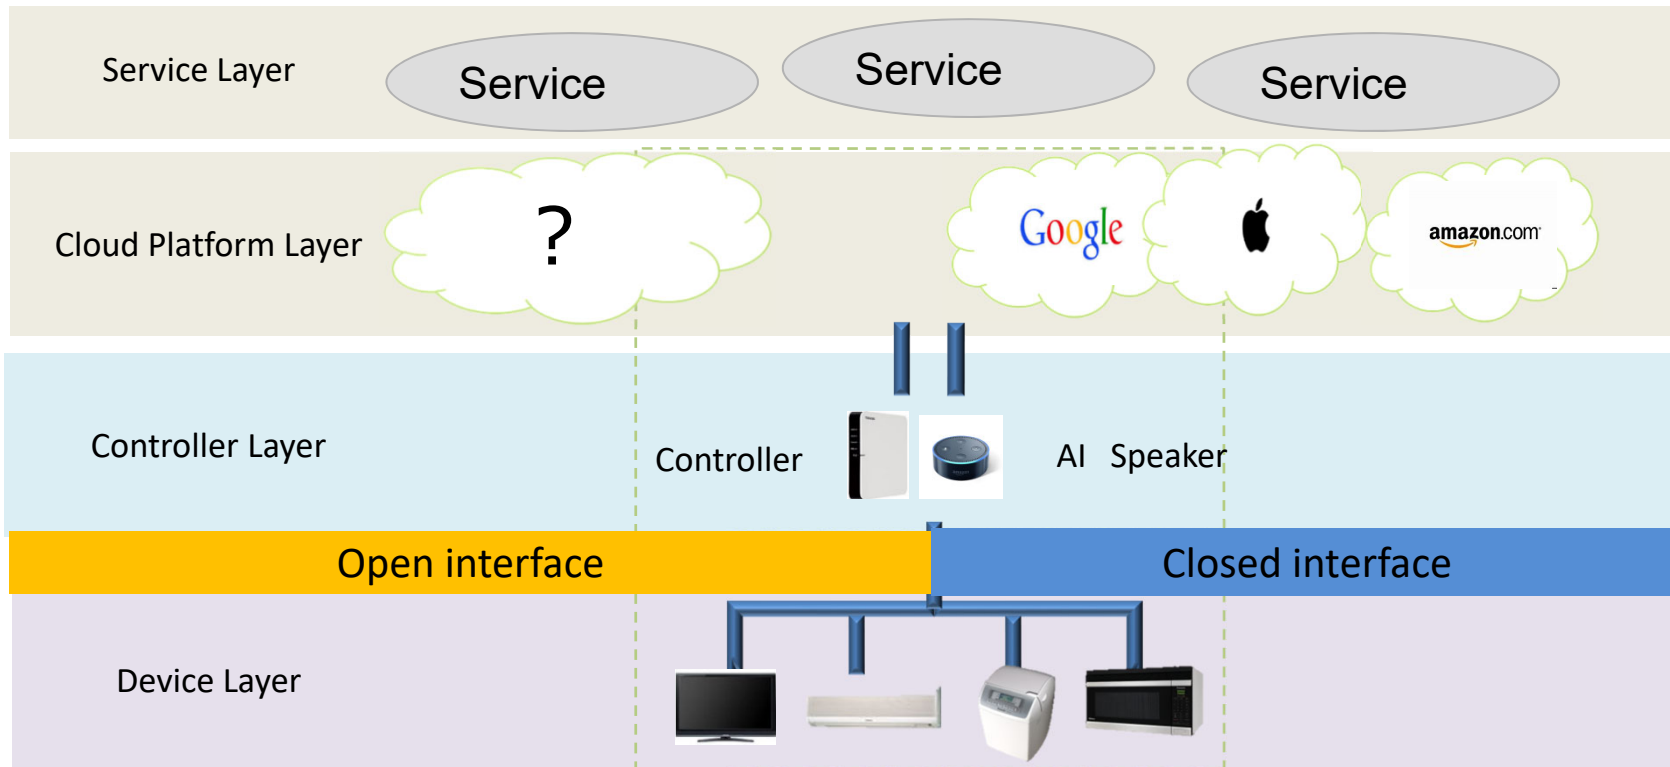 Service Layer
Service
Service
Service
Cloud Platform Layer
?
Google
amazon.com
Controller Layer
Controller
AI Speaker
Open interface
Closed interface
Device Layer